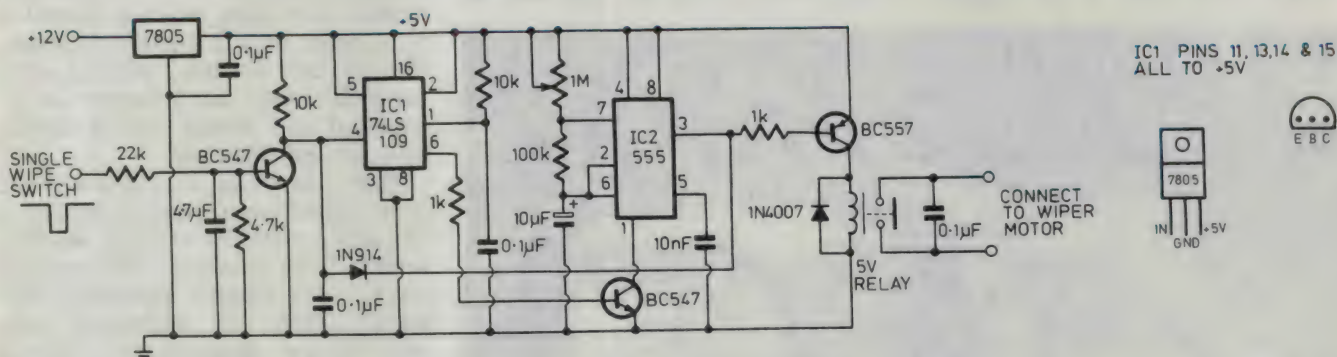 +12V
7805
0·1µF
+5V
10k
SINGLE
WIPE
SWITCH
22k
BC547
47µF
4.7k
1N914
0·1µF
5
16
2
IC1
74LS
109
4
1
6
3
8
10k
1k
0·1µF
1M
100k
10µF
+
4
8
7
2
6
IC2
555
3
5
1
10nF
BC547
1k
BC557
1N4007
5V
RELAY
0·1µF
CONNECT
TO WIPER
MOTOR
IC1 PINS 11, 13,14 & 15
ALL TO +5V
7805
IN
GND
+5V
E B C